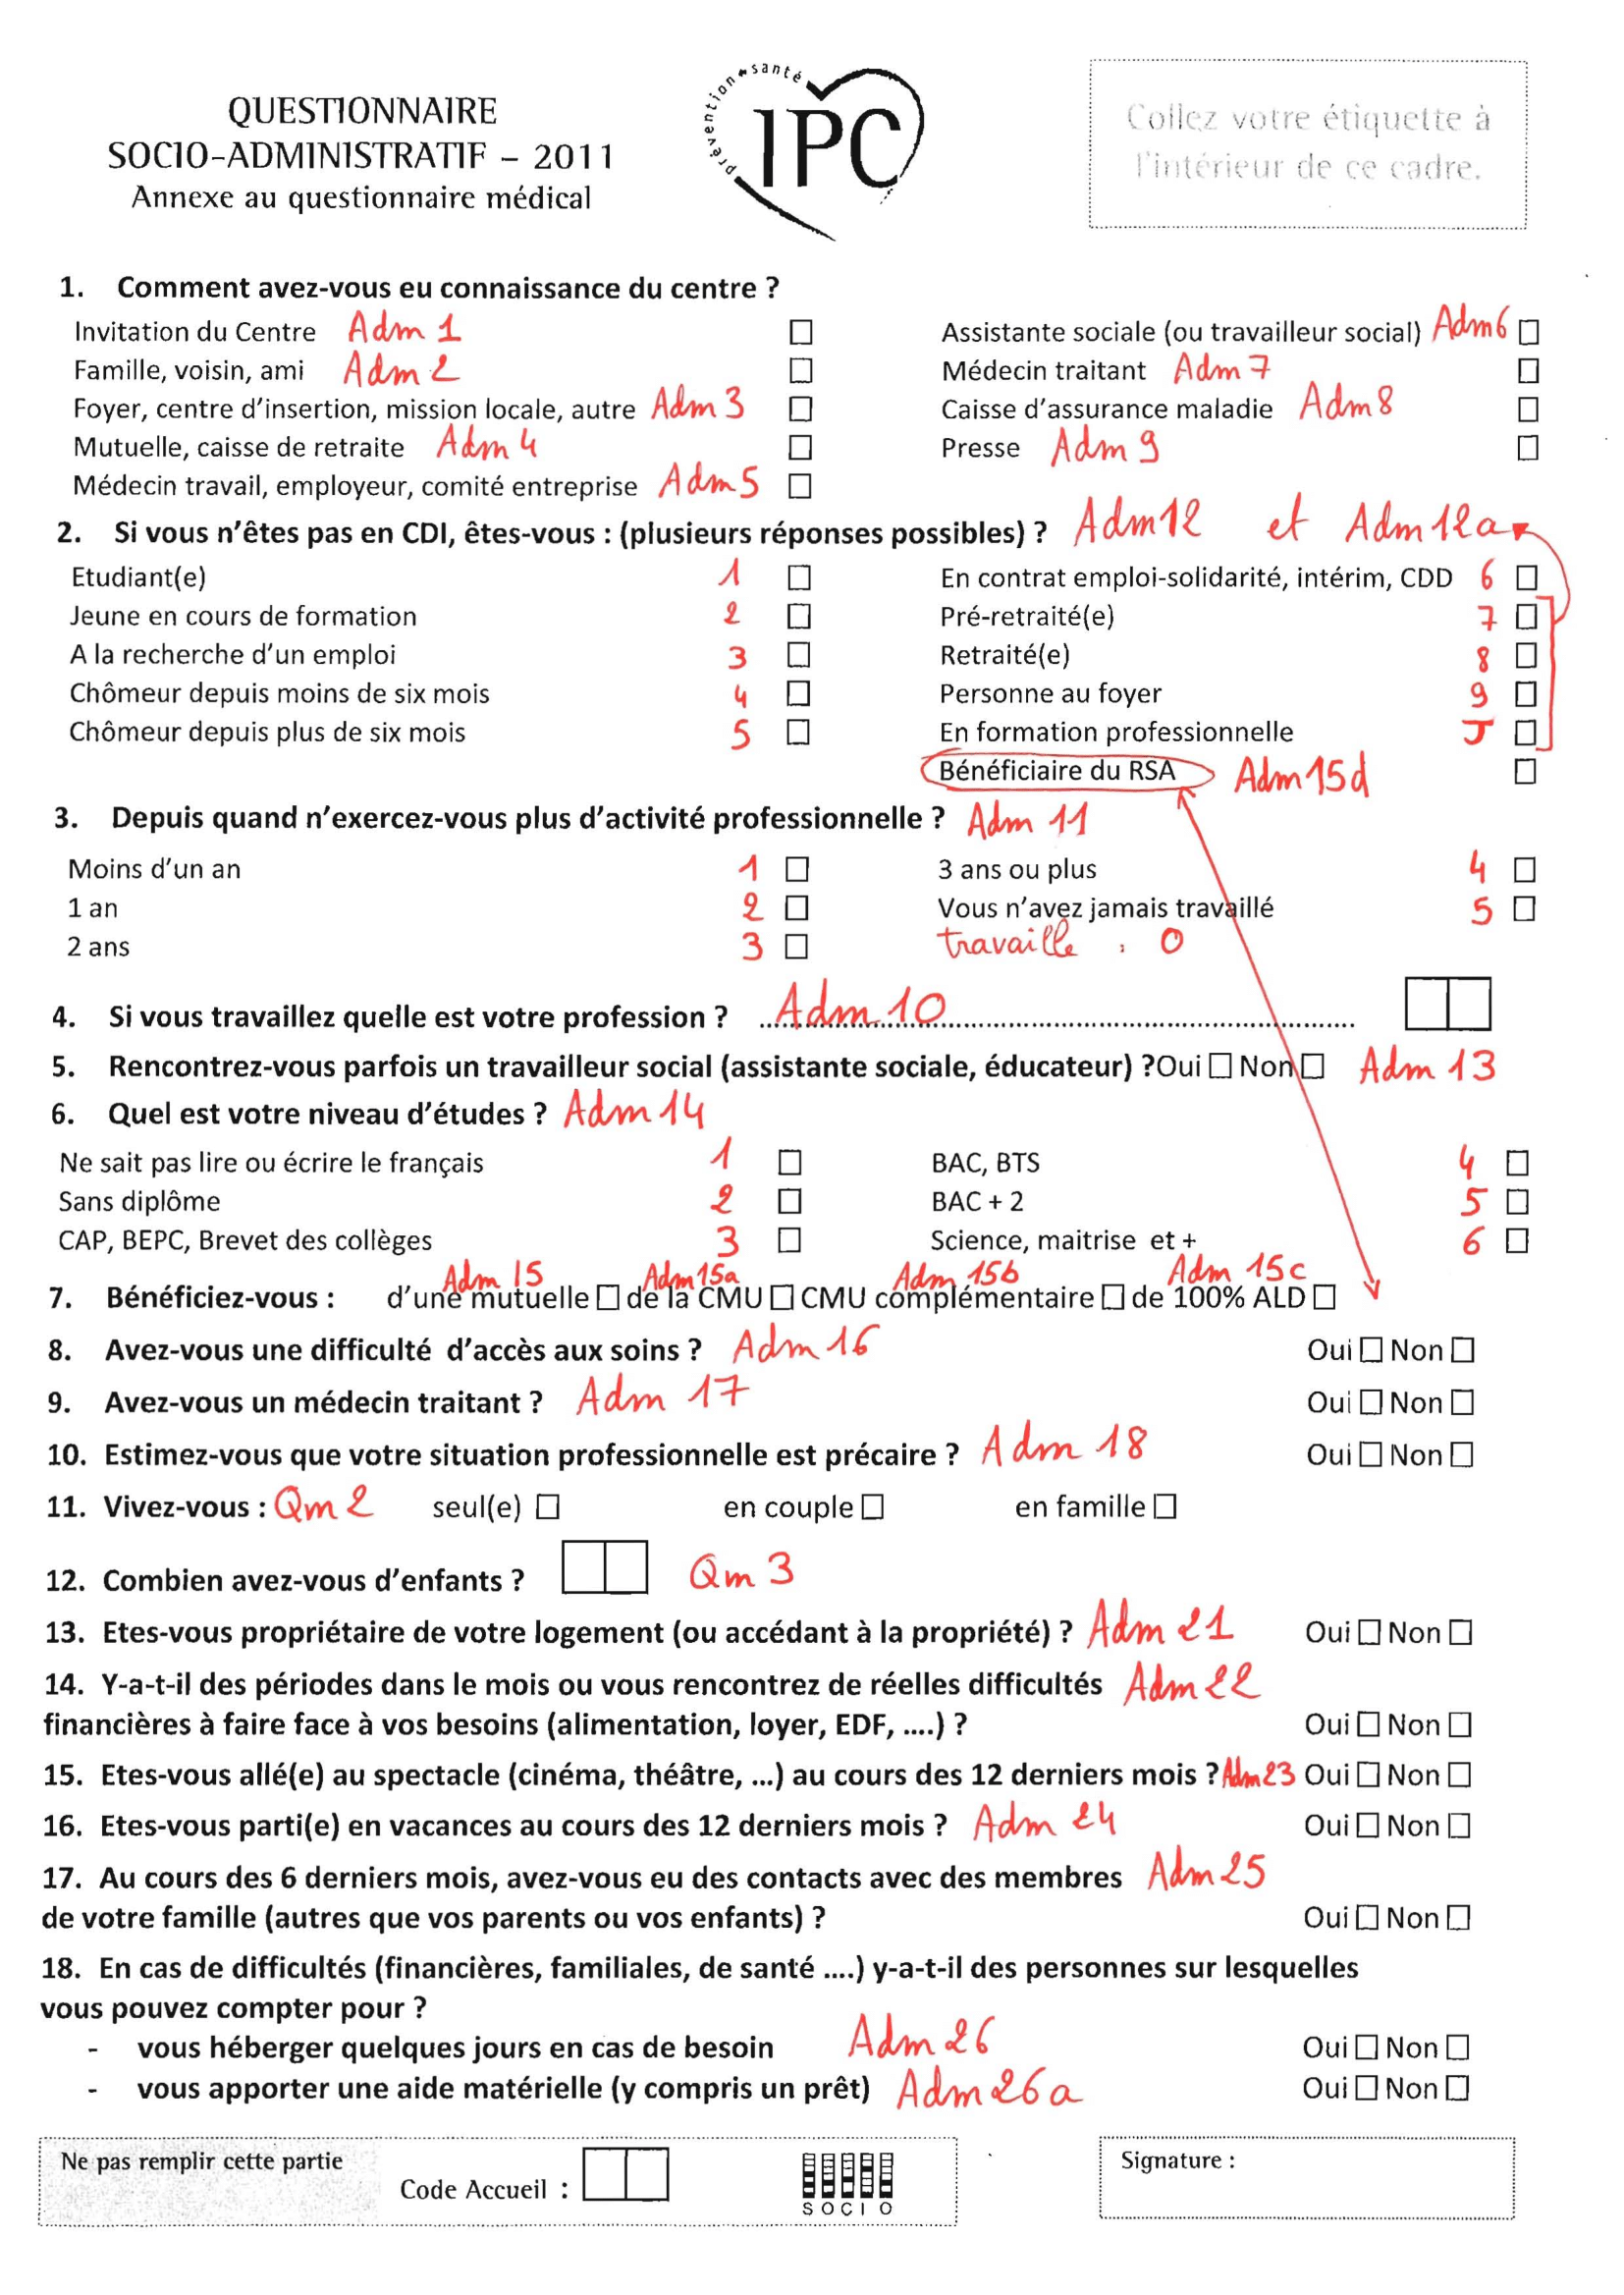 QUESTIONNAIRE
SOCIO-ADMINISTRATIF – 2011
Annexe au questionnaire médical
prévention santé
IPC
Collez votre étiquette à
l'intérieur de ce cadre.
1. Comment avez-vous eu connaissance du centre ?
Invitation du Centre Adm 1 Assistante sociale (ou travailleur social) Adm6
Famille, voisin, ami Adm 2 Médecin traitant Adm 7
Foyer, centre d'insertion, mission locale, autre Adm 3 Caisse d'assurance maladie Adm8
Mutuelle, caisse de retraite Adm 4 Presse Adm 9
Médecin travail, employeur, comité entreprise Adm5
2. Si vous n'êtes pas en CDI, êtes-vous : (plusieurs réponses possibles) ? Adm12 et Adm12a
Etudiant(e) 1 En contrat emploi-solidarité, intérim, CDD 6
Jeune en cours de formation 2 Pré-retraité(e) 7
A la recherche d'un emploi 3 Retraité(e) 8
Chômeur depuis moins de six mois 4 Personne au foyer 9
Chômeur depuis plus de six mois 5 En formation professionnelle J
Bénéficiaire du RSA Adm15d
3. Depuis quand n'exercez-vous plus d'activité professionnelle ? Adm 11
Moins d'un an 1 3 ans ou plus 4
1 an 2 Vous n'avez jamais travaillé 5
2 ans 3 travaille : 0
4. Si vous travaillez quelle est votre profession ? Adm 10
5. Rencontrez-vous parfois un travailleur social (assistante sociale, éducateur) ?Oui Non Adm 13
6. Quel est votre niveau d'études ? Adm 14
Ne sait pas lire ou écrire le français 1 BAC, BTS 4
Sans diplôme 2 BAC + 2 5
CAP, BEPC, Brevet des collèges 3 Science, maitrise et + 6
Adm 15 Adm15a Adm 15b Adm 15c
7. Bénéficiez-vous : d'une mutuelle de la CMU CMU complémentaire de 100% ALD
8. Avez-vous une difficulté d'accès aux soins ? Adm 16 Oui Non
9. Avez-vous un médecin traitant ? Adm 17 Oui Non
10. Estimez-vous que votre situation professionnelle est précaire ? Adm 18 Oui Non
11. Vivez-vous : Qm 2 seul(e) en couple en famille
12. Combien avez-vous d'enfants ? Qm 3
13. Etes-vous propriétaire de votre logement (ou accédant à la propriété) ? Adm 21 Oui Non
14. Y-a-t-il des périodes dans le mois ou vous rencontrez de réelles difficultés Adm 22
financières à faire face à vos besoins (alimentation, loyer, EDF, ....) ? Oui Non
15. Etes-vous allé(e) au spectacle (cinéma, théâtre, ...) au cours des 12 derniers mois ? Adm23 Oui Non
16. Etes-vous parti(e) en vacances au cours des 12 derniers mois ? Adm 24 Oui Non
17. Au cours des 6 derniers mois, avez-vous eu des contacts avec des membres Adm25
de votre famille (autres que vos parents ou vos enfants) ? Oui Non
18. En cas de difficultés (financières, familiales, de santé ....) y-a-t-il des personnes sur lesquelles
vous pouvez compter pour ?
- vous héberger quelques jours en cas de besoin Adm 26 Oui Non
- vous apporter une aide matérielle (y compris un prêt) Adm 26a Oui Non
Ne pas remplir cette partie
Code Accueil :
SOCIO
Signature :